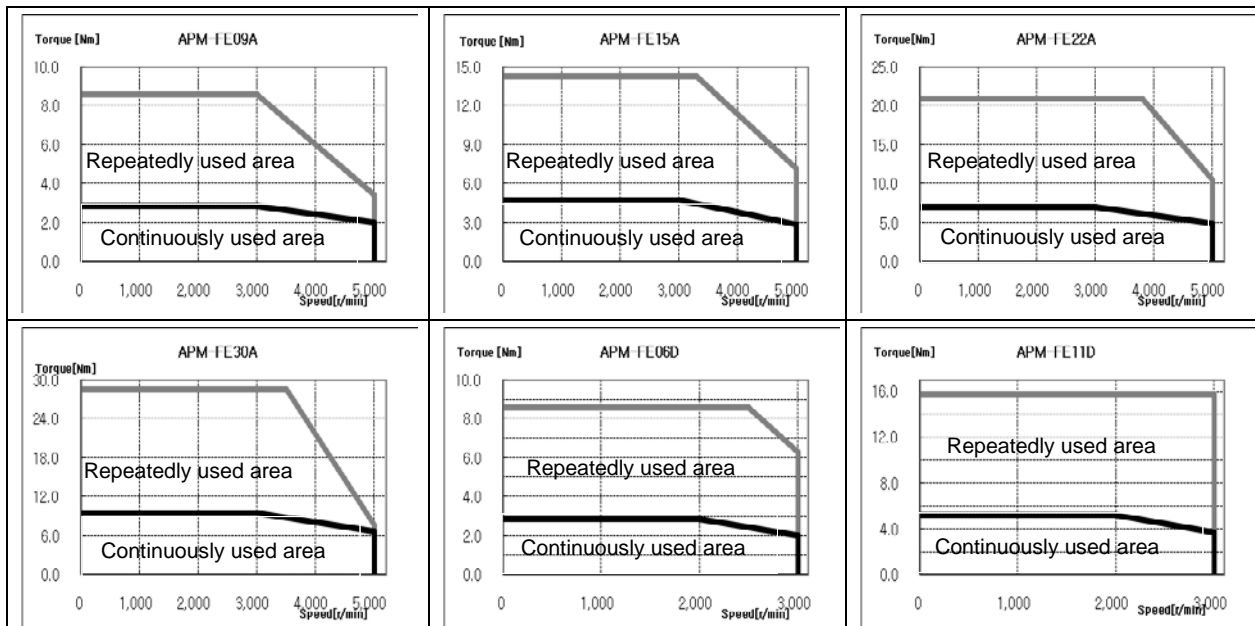 Torque [Nm] APM-FE09A
10.0
8.0
6.0
Repeatedly used area
4.0
2.0
Continuously used area
0.0
0 1,000 2,000 3,000 4,000 5,000
Speed[r/min]
Torque [Nm] APM-FE15A
15.0
12.0
9.0
Repeatedly used area
6.0
3.0
Continuously used area
0.0
0 1,000 2,000 3,000 4,000 5,000
Speed[r/min]
Torque[Nm] APM-FE22A
25.0
20.0
15.0
Repeatedly used area
10.0
5.0
Continuously used area
0.0
0 1,000 2,000 3,000 4,000 5,000
Speed[r/min]
APM-FE30A
Torque[Nm]
30.0
24.0
18.0
Repeatedly used area
12.0
6.0
Continuously used area
0.0
0 1,000 2,000 3,000 4,000 5,000
Speed[r/min]
Torque [Nm] APM-FE06D
10.0
8.0
6.0
Repeatedly used area
4.0
2.0
Continuously used area
0.0
0 1,000 2,000 3,000
Speed[r/min]
Torque[Nm] APM-FE11D
16.0
12.0
Repeatedly used area
8.0
4.0
Continuously used area
0.0
0 1,000 2,000 3,000
Speed[r/min]